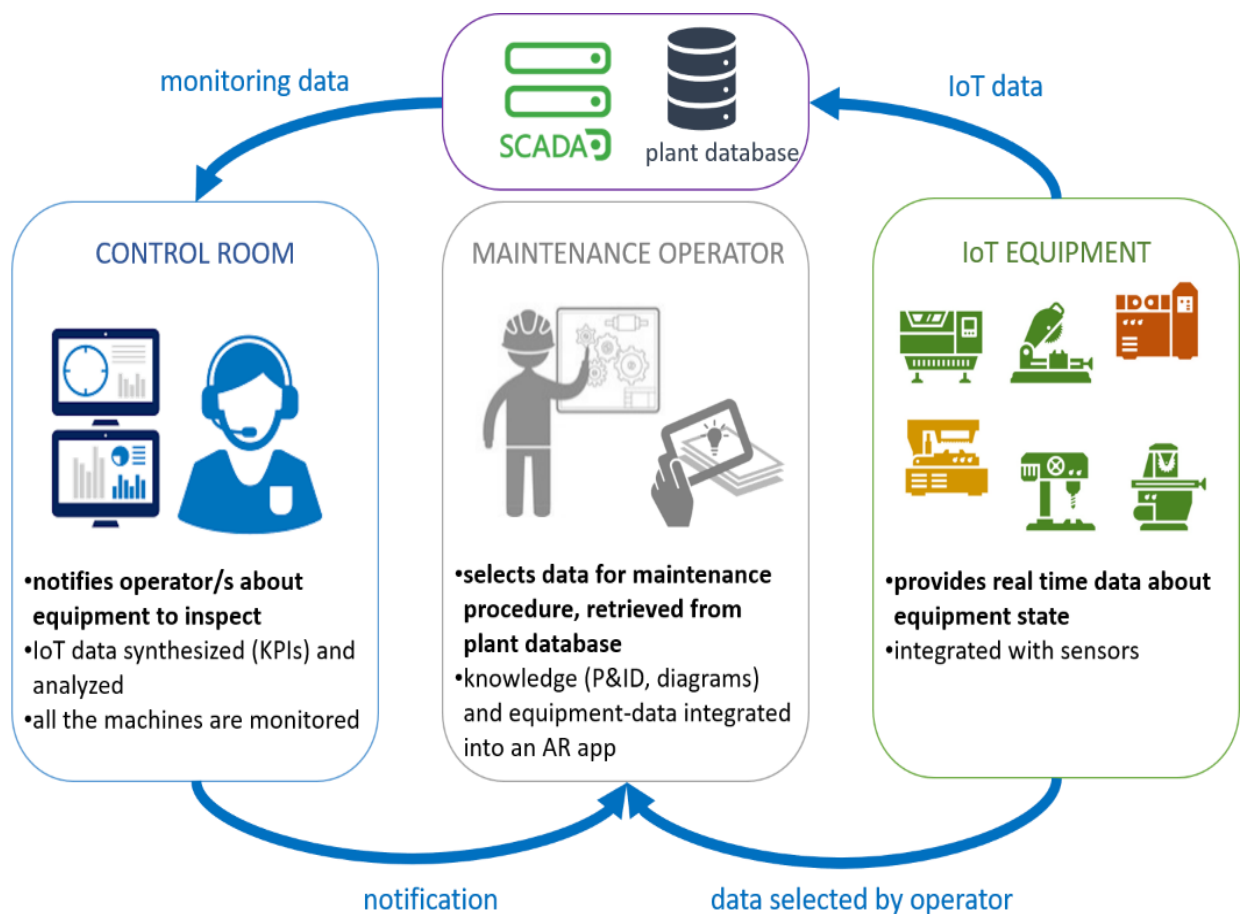 monitoring data
IoT data
SCADA
plant database
CONTROL ROOM
•notifies operator/s about
equipment to inspect
•IoT data synthesized (KPIs) and
analyzed
•all the machines are monitored
MAINTENANCE OPERATOR
•selects data for maintenance
procedure, retrieved from
plant database
•knowledge (P&ID, diagrams)
and equipment-data integrated
into an AR app
IoT EQUIPMENT
•provides real time data about
equipment state
•integrated with sensors
notification
data selected by operator